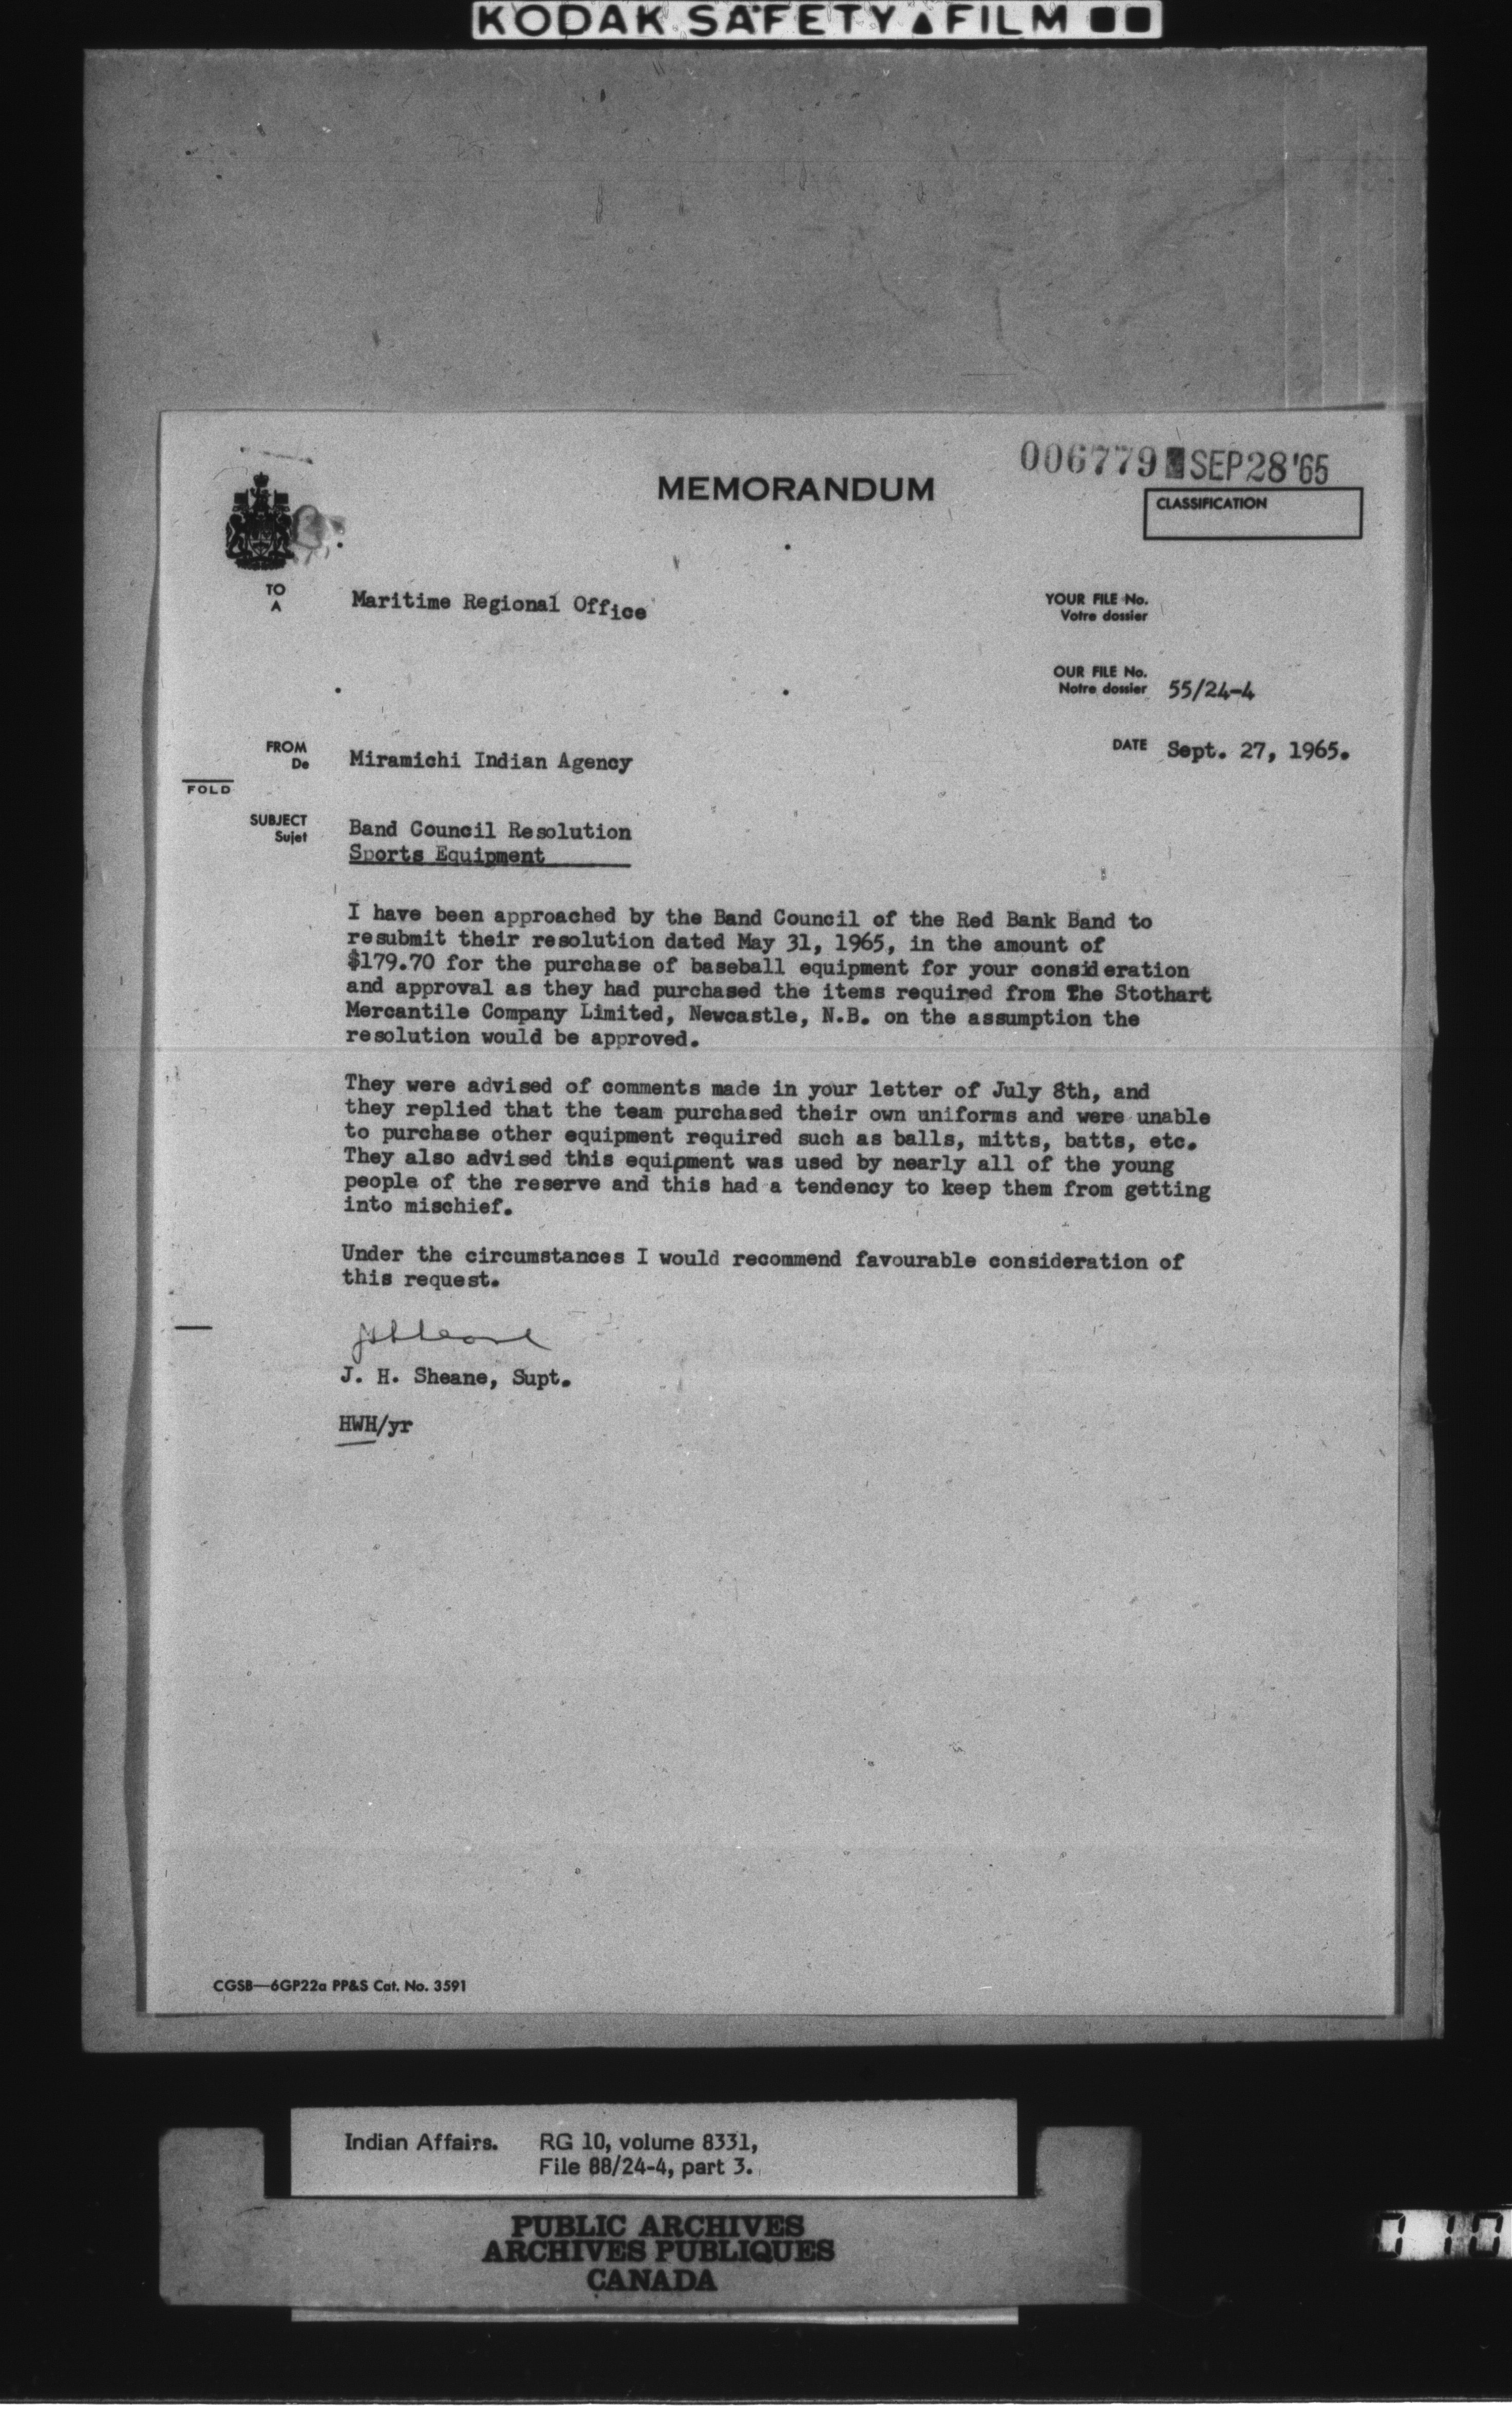 KODAK SAFETY FILM
006779 SEP 28 '65
MEMORANDUM
CLASSIFICATION
TO
A
Maritime Regional Office
YOUR FILE No.
Votre dossier
OUR FILE No.
Notre dossier 55/24-4
FROM
De
Miramichi Indian Agency
DATE Sept. 27, 1965.
FOLD
SUBJECT
Sujet
Band Council Resolution
Sports Equipment
I have been approached by the Band Council of the Red Bank Band to
resubmit their resolution dated May 31, 1965, in the amount of
$179.70 for the purchase of baseball equipment for your consideration
and approval as they had purchased the items required from The Stothart
Mercantile Company Limited, Newcastle, N.B. on the assumption the
resolution would be approved.
They were advised of comments made in your letter of July 8th, and
they replied that the team purchased their own uniforms and were unable
to purchase other equipment required such as balls, mitts, batts, etc.
They also advised this equipment was used by nearly all of the young
people of the reserve and this had a tendency to keep them from getting
into mischief.
Under the circumstances I would recommend favourable consideration of
this request.
J H Sheane
J. H. Sheane, Supt.
HWH/yr
CGSB—6GP22a PP&S Cat. No. 3591
Indian Affairs. RG 10, volume 8331,
File 88/24-4, part 3.
PUBLIC ARCHIVES
ARCHIVES PUBLIQUES
CANADA
010